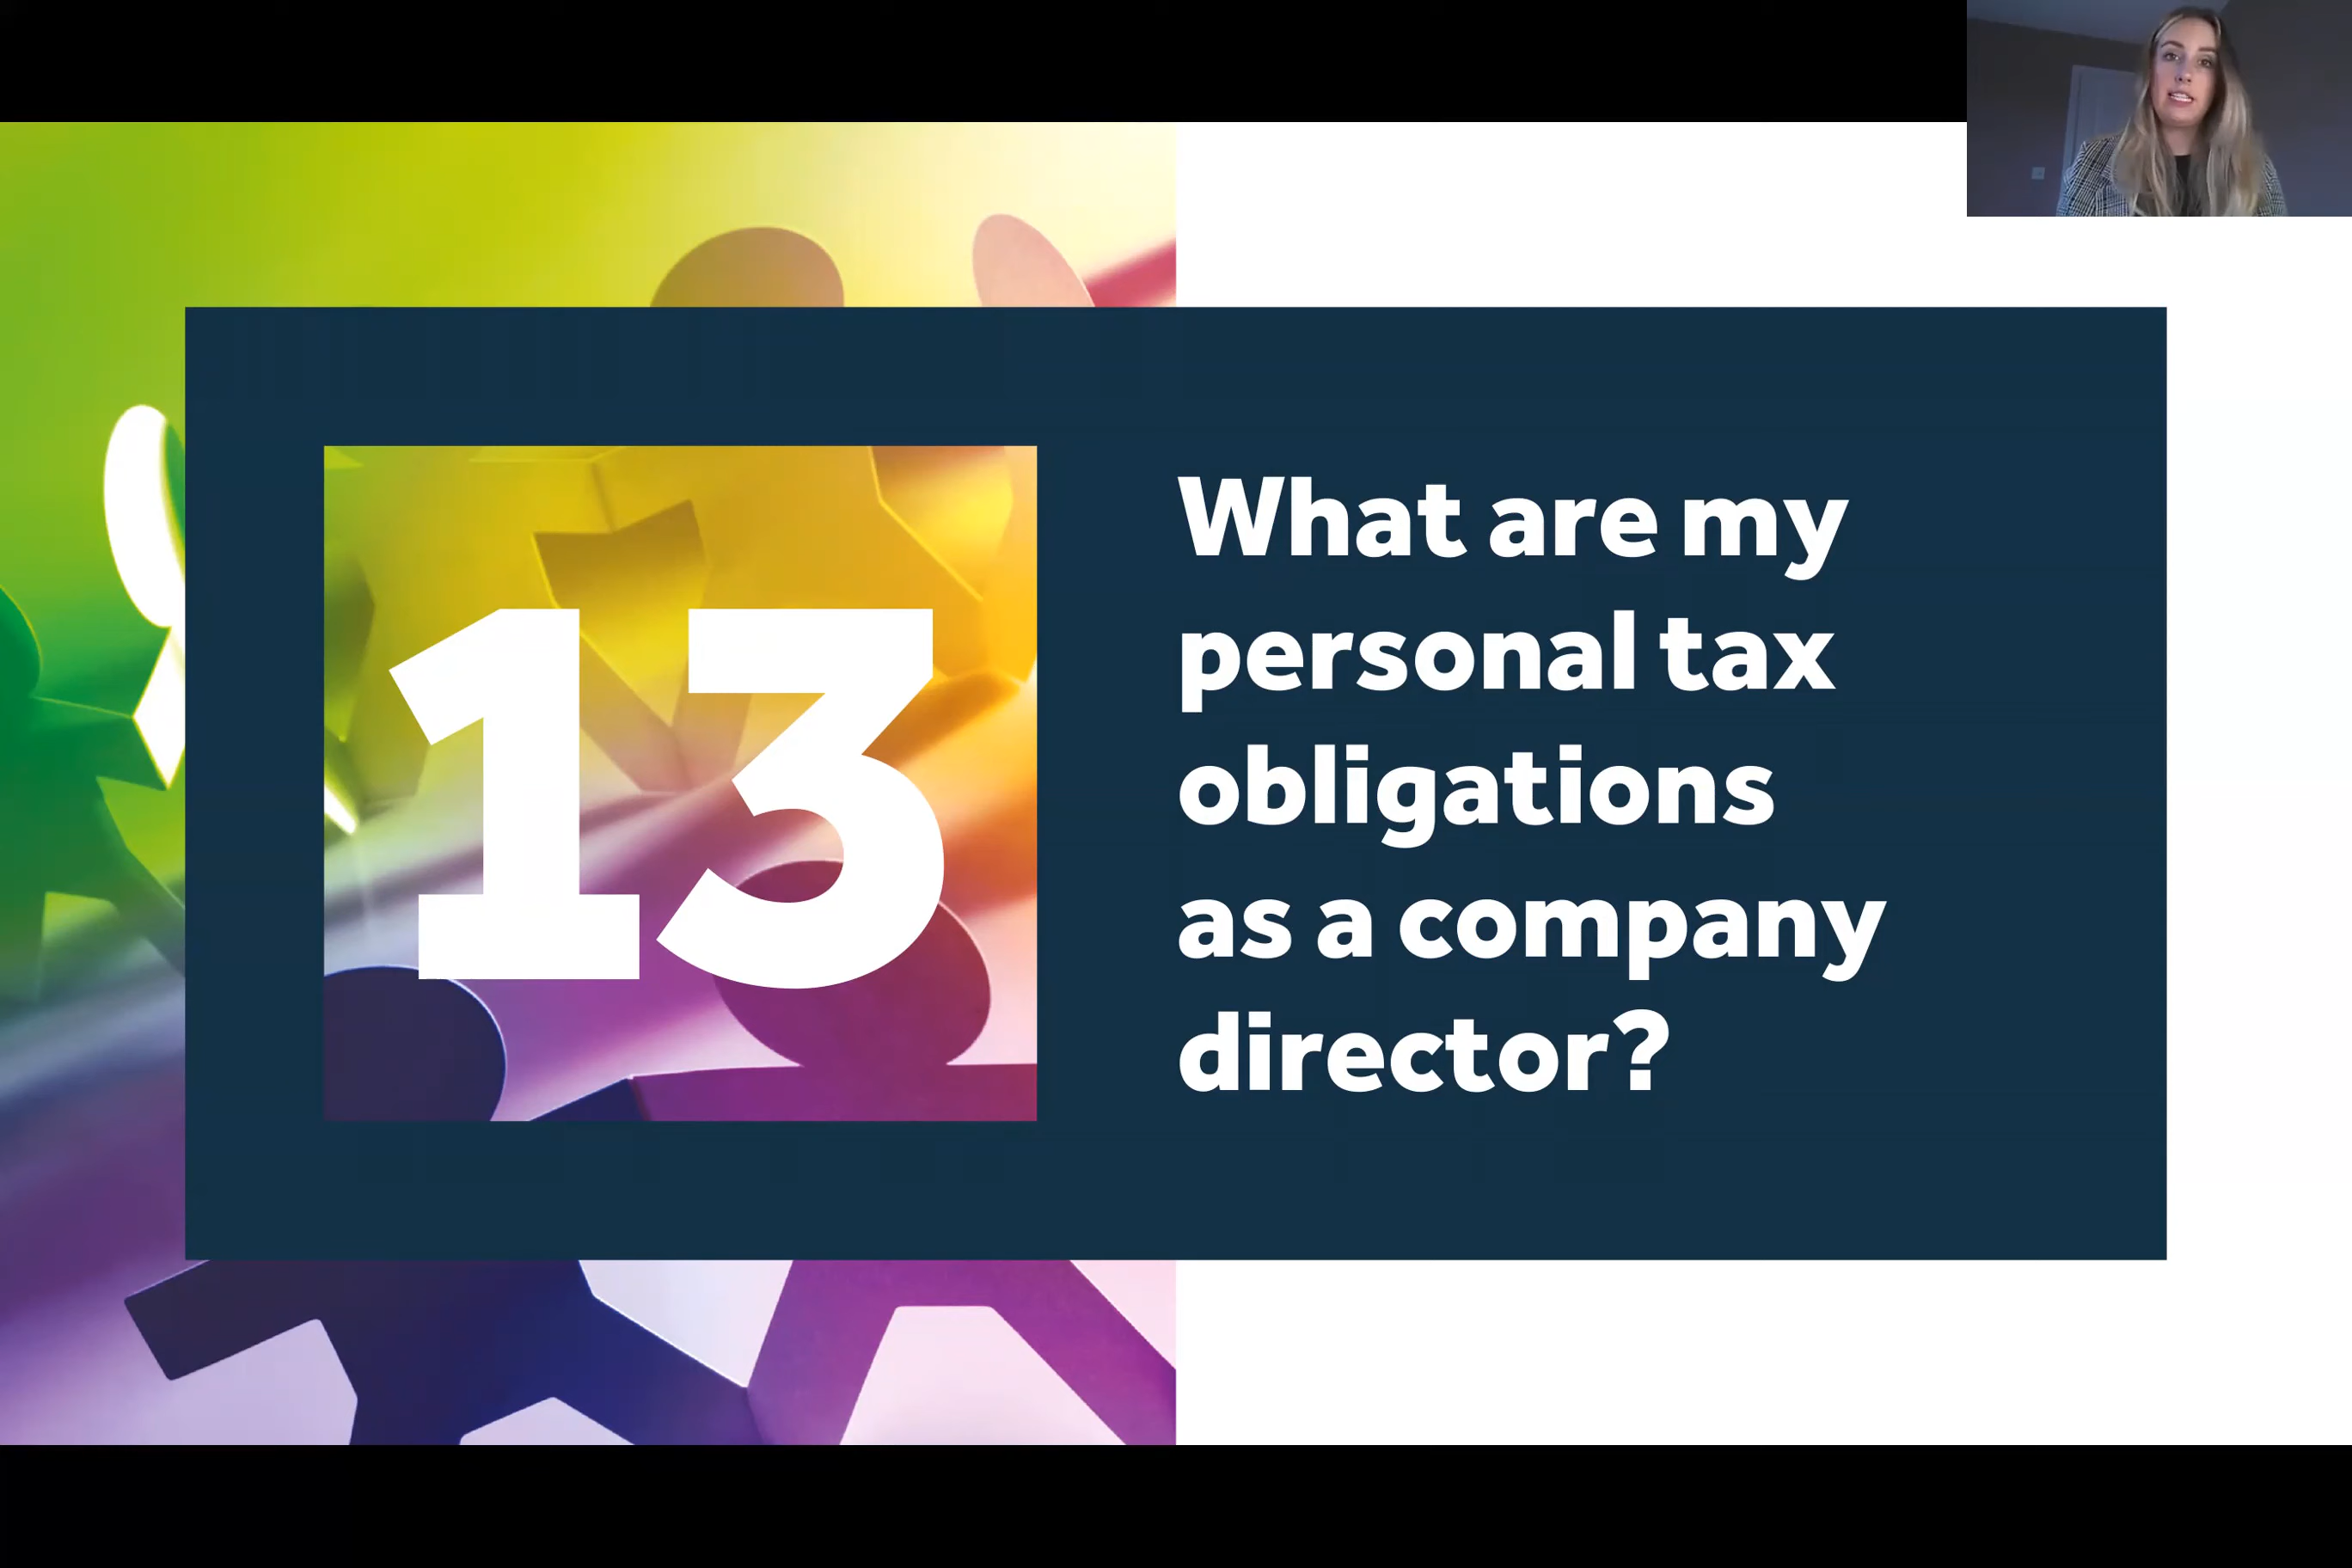 13
What are my
personal tax
obligations
as a company
director?